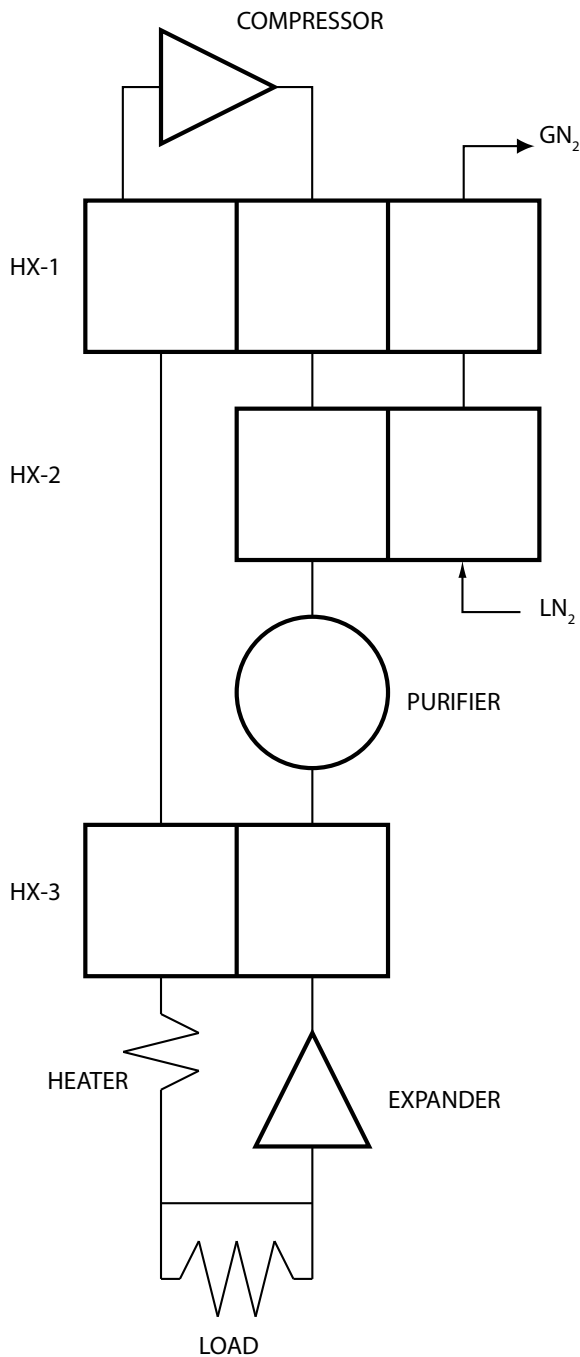 COMPRESSOR
GN₂
HX-1
HX-2
LN₂
PURIFIER
HX-3
HEATER
EXPANDER
LOAD